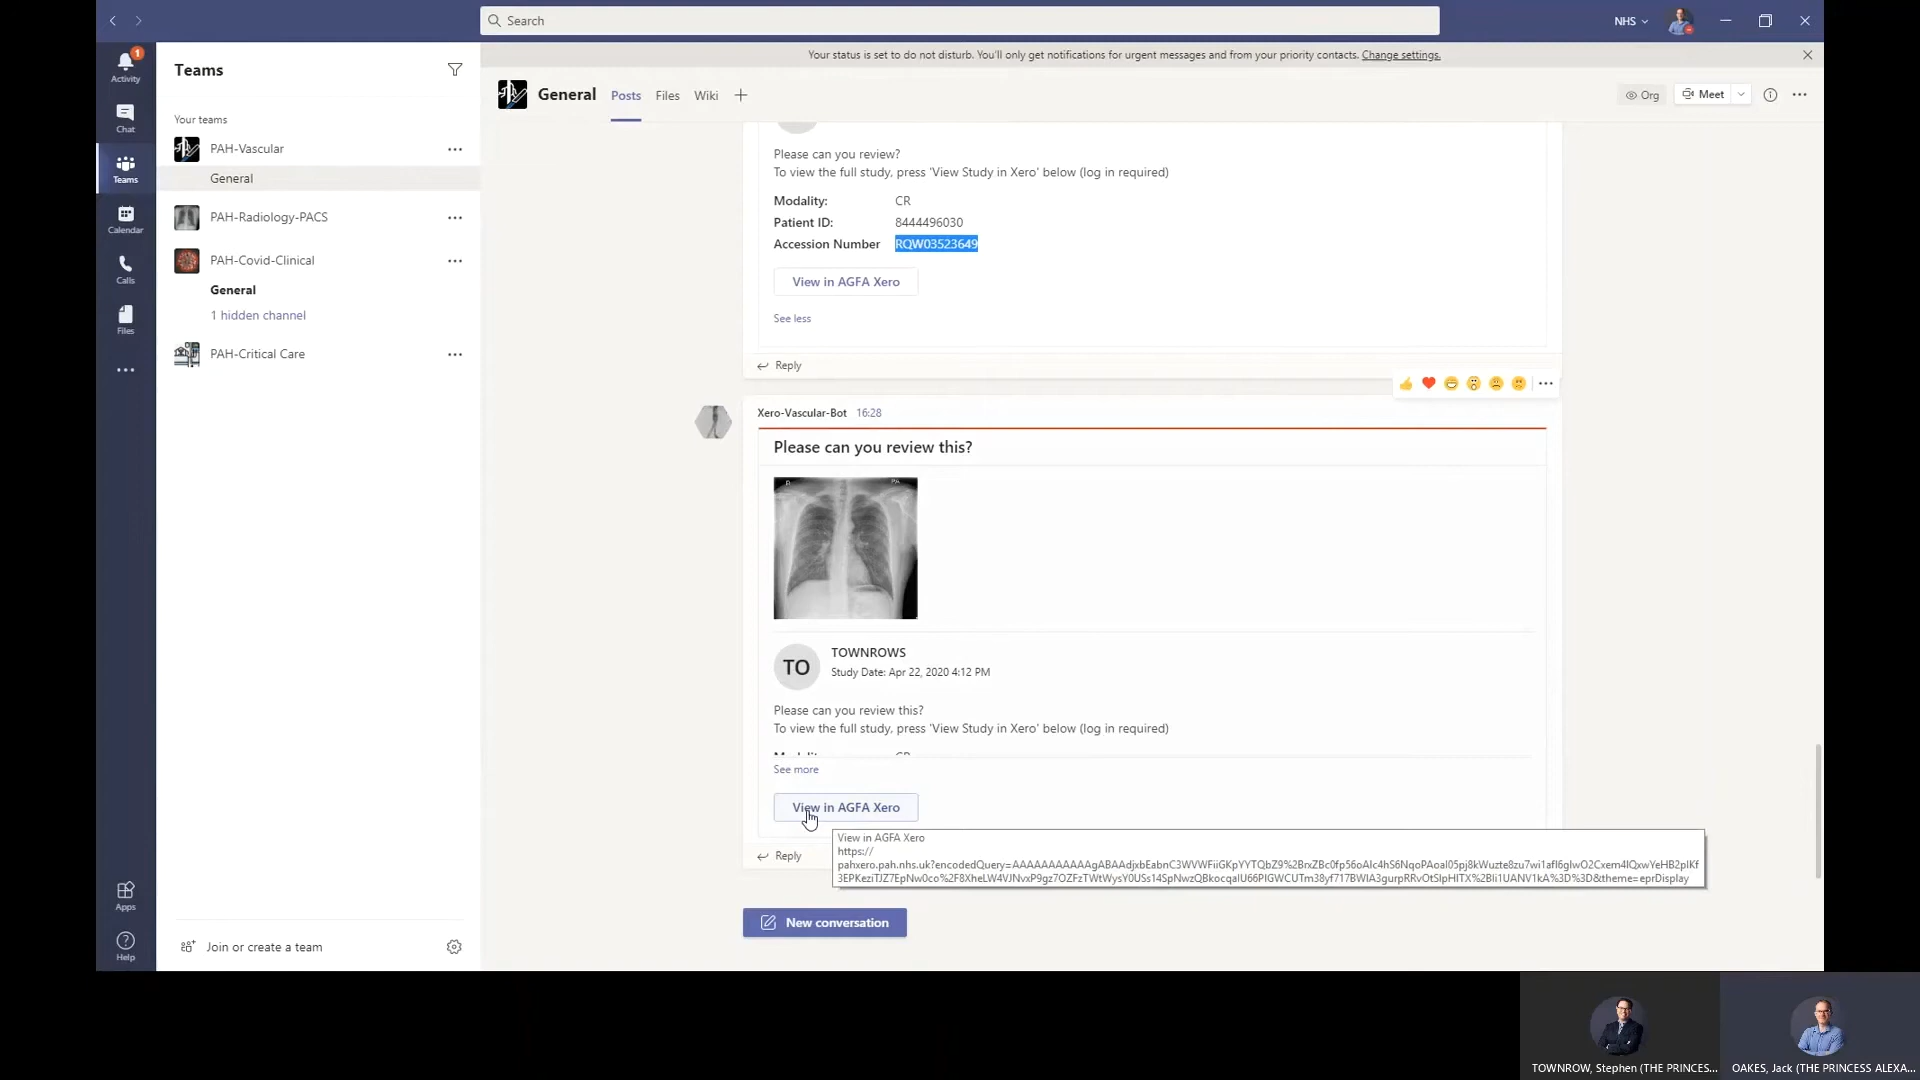 Search
NHS
Your status is set to do not disturb. You'll only get notifications for urgent messages and from your priority contacts. Change settings.
Activity
1
Chat
Teams
Calendar
Calls
Files
Apps
Help
Teams
Your teams
PAH-Vascular
General
PAH-Radiology-PACS
PAH-Covid-Clinical
General
1 hidden channel
PAH-Critical Care
Join or create a team
General Posts Files Wiki
Org Meet
Please can you review?
To view the full study, press 'View Study in Xero' below (log in required)
Modality: CR
Patient ID: 8444496030
Accession Number RQW03523649
View in AGFA Xero
See less
Reply
Xero-Vascular-Bot 16:28
Please can you review this?
PA
TO
TOWNROWS
Study Date: Apr 22, 2020 4:12 PM
Please can you review this?
To view the full study, press 'View Study in Xero' below (log in required)
Modality: CR
See more
View in AGFA Xero
Reply
View in AGFA Xero
https://
New conversation
TOWNROW, Stephen (THE PRINCES...
OAKES, Jack (THE PRINCESS ALEXA...